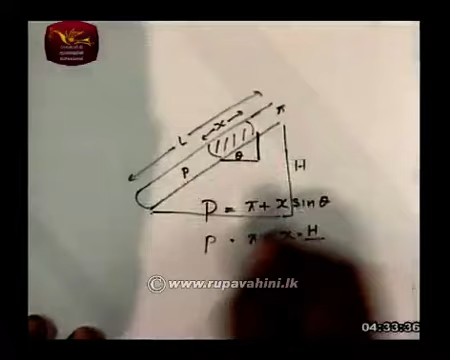 π
L
x
P
θ
H
P = π + x sin θ
P = π + x · H
© www.rupavahini.lk
04:33:36